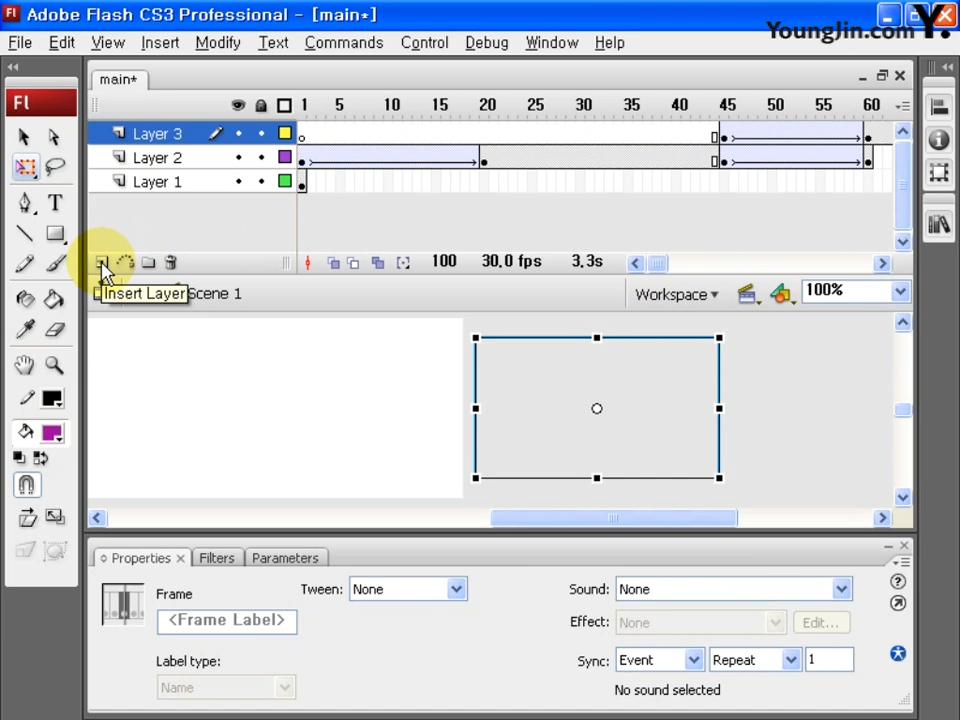 Adobe Flash CS3 Professional - [main*]
YoungJin.com Y.
File Edit View Insert Modify Text Commands Control Debug Window Help
main*
Fl
1 5 10 15 20 25 30 35 40 45 50 55 60
Layer 3
Layer 2
Layer 1
100 30.0 fps 3.3s
Insert Layer
Scene 1
Workspace
100%
Properties Filters Parameters
Frame
<Frame Label>
Label type:
Name
Tween: None
Sound: None
Effect: None Edit...
Sync: Event Repeat 1
No sound selected